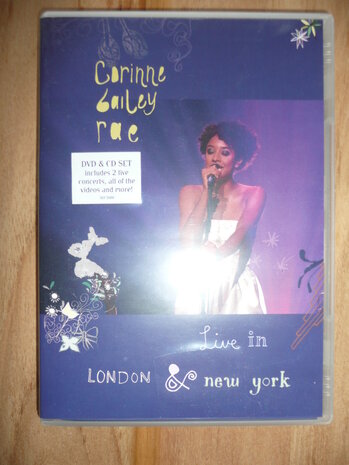 corinne
bailey
rae
DVD & CD SET
includes 2 live
concerts, all of the
videos and more!
Live in
LONDON & new york